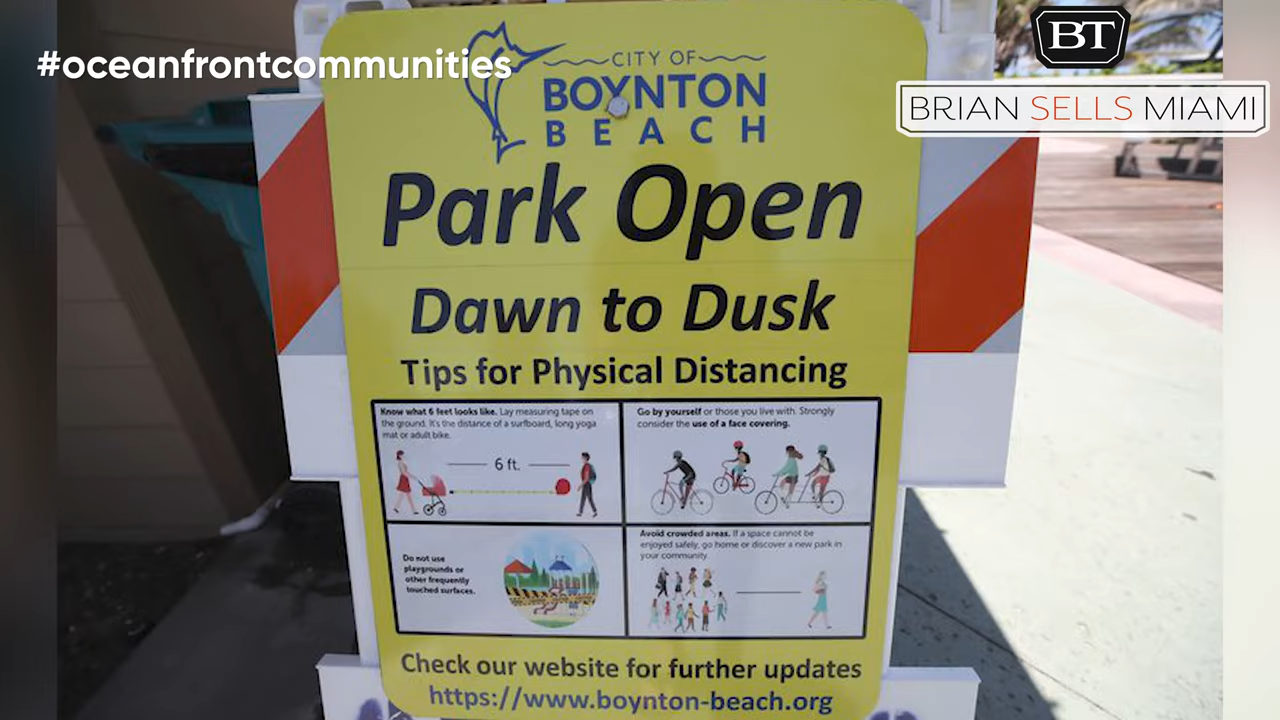 #oceanfrontcommunities
BT
BRIAN SELLS MIAMI
CITY OF
BOYNTON
BEACH
Park Open
Dawn to Dusk
Tips for Physical Distancing
Know what 6 feet looks like. Lay measuring tape on
the ground. It's the distance of a surfboard, long yoga
mat or adult bike.
6 ft.
Go by yourself or those you live with. Strongly
consider the use of a face covering.
Do not use
playgrounds or
other frequently
touched surfaces.
Avoid crowded areas. If a space cannot be
enjoyed safely, go home or discover a new park in
your community.
Check our website for further updates
https://www.boynton-beach.org